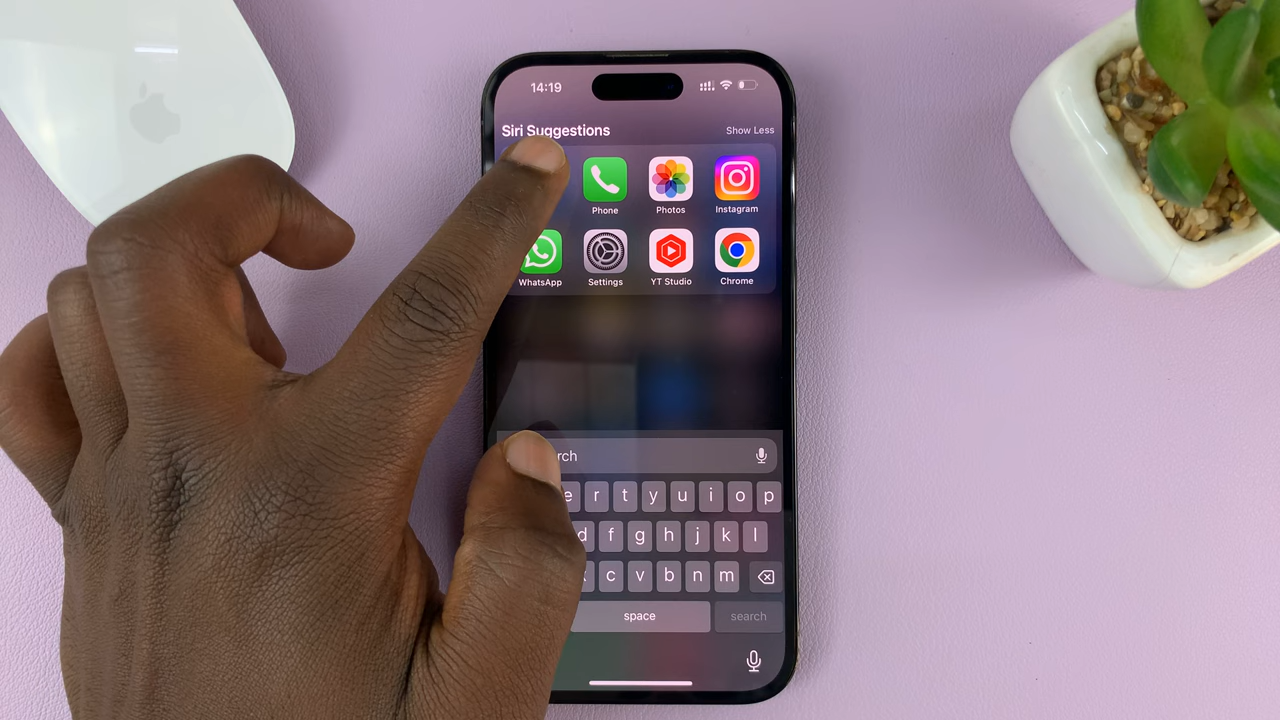 14:19
Siri Suggestions
Show Less
Phone
Photos
Instagram
WhatsApp
Settings
YT Studio
Chrome
rch
e r t y u i o p
d f g h j k l
c v b n m
space
search